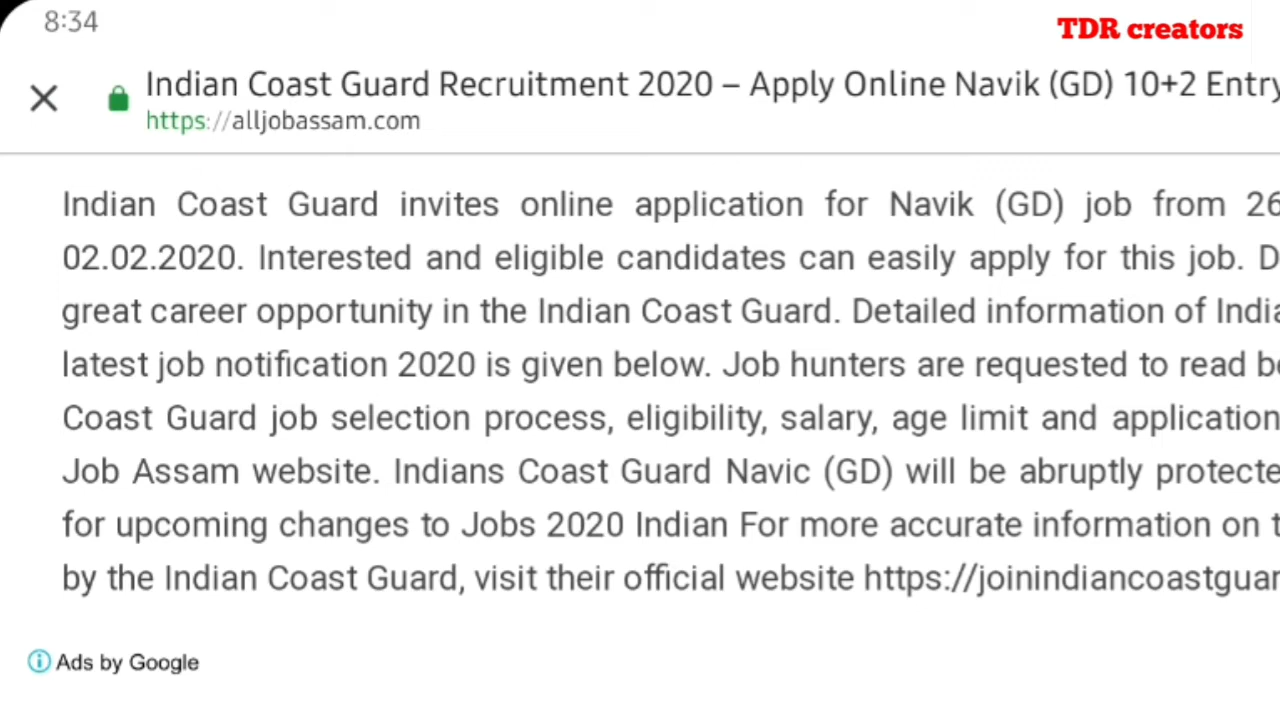 8:34
TDR creators
Indian Coast Guard Recruitment 2020 – Apply Online Navik (GD) 10+2 Entry
https://alljobassam.com
Indian Coast Guard invites online application for Navik (GD) job from 26
02.02.2020. Interested and eligible candidates can easily apply for this job. D
great career opportunity in the Indian Coast Guard. Detailed information of India
latest job notification 2020 is given below. Job hunters are requested to read be
Coast Guard job selection process, eligibility, salary, age limit and application
Job Assam website. Indians Coast Guard Navic (GD) will be abruptly protecte
for upcoming changes to Jobs 2020 Indian For more accurate information on t
by the Indian Coast Guard, visit their official website https://joinindiancoastguar
Ads by Google